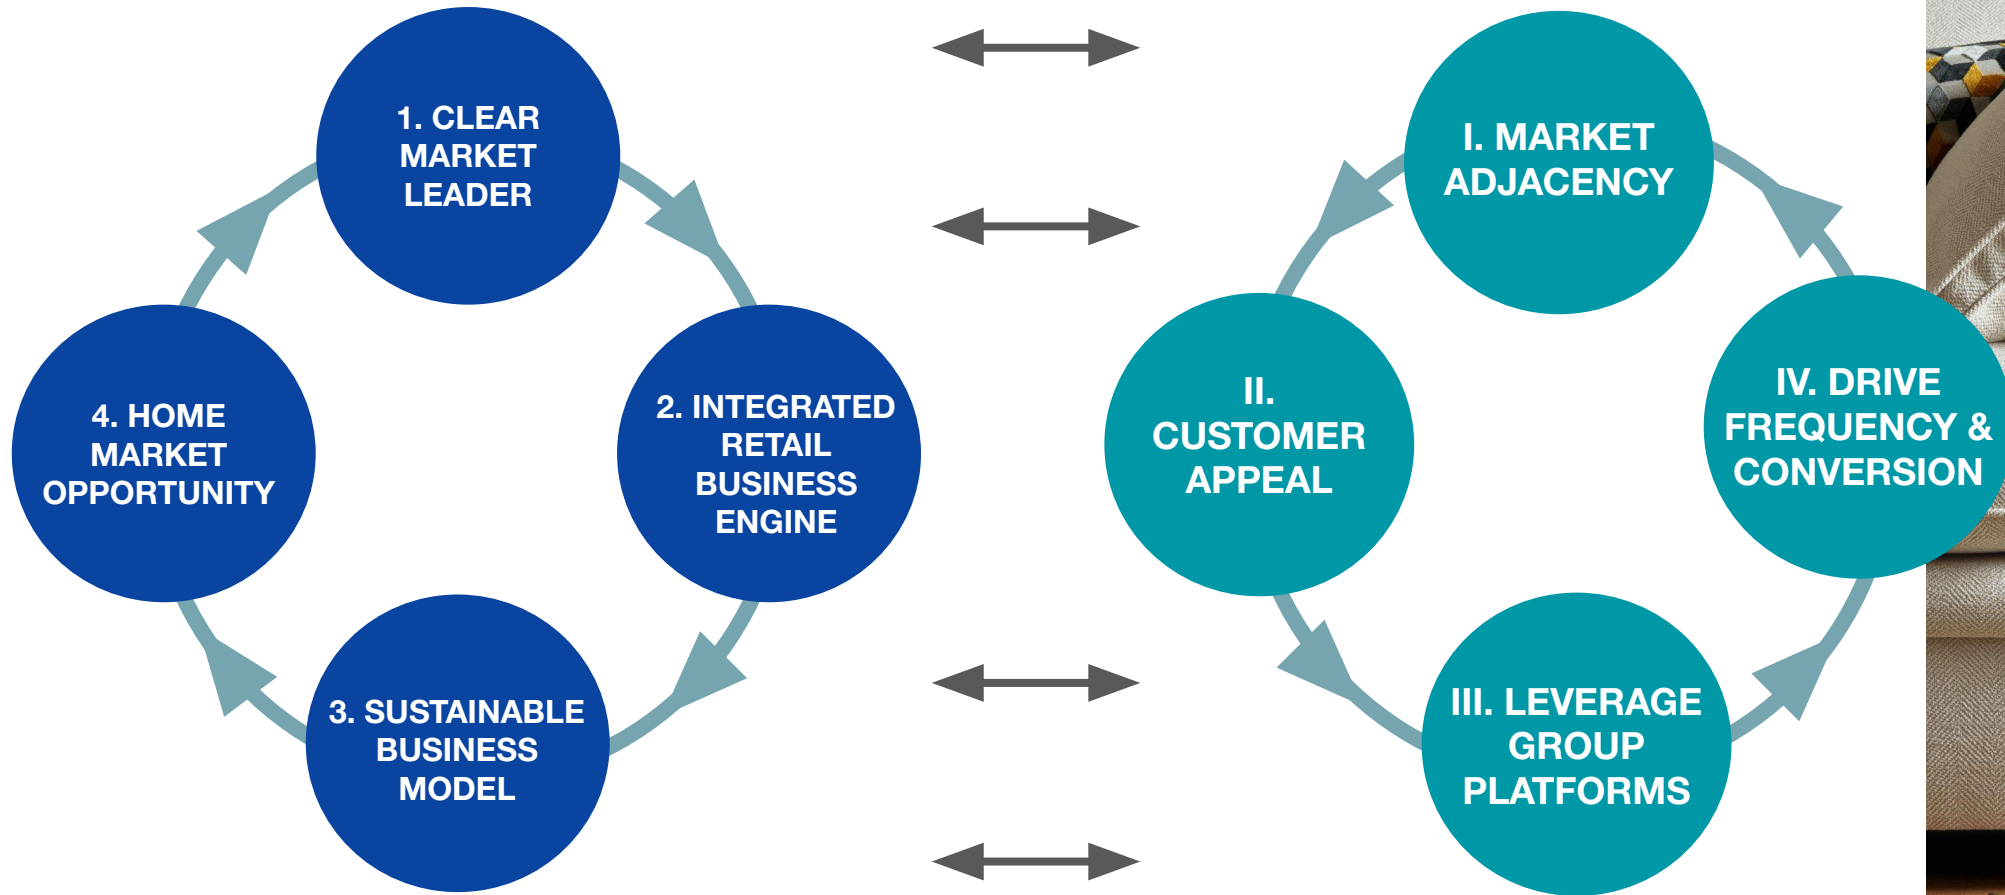 1. CLEAR
MARKET
LEADER
2. INTEGRATED
RETAIL
BUSINESS
ENGINE
3. SUSTAINABLE
BUSINESS
MODEL
4. HOME
MARKET
OPPORTUNITY
I. MARKET
ADJACENCY
II.
CUSTOMER
APPEAL
III. LEVERAGE
GROUP
PLATFORMS
IV. DRIVE
FREQUENCY &
CONVERSION